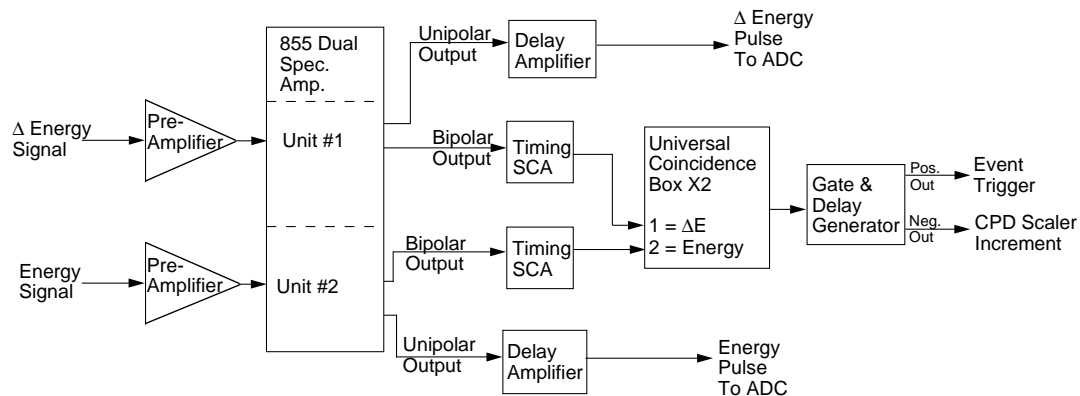 Δ Energy
Signal
Pre-
Amplifier
855 Dual
Spec.
Amp.
Unit #1
Unipolar
Output
Delay
Amplifier
Δ Energy
Pulse
To ADC
Bipolar
Output
Timing
SCA
Universal
Coincidence
Box X2
1 = ΔE
2 = Energy
Gate &
Delay
Generator
Pos.
Out
Event
Trigger
Neg.
Out
CPD Scaler
Increment
Energy
Signal
Pre-
Amplifier
Unit #2
Bipolar
Output
Timing
SCA
Unipolar
Output
Delay
Amplifier
Energy
Pulse
To ADC